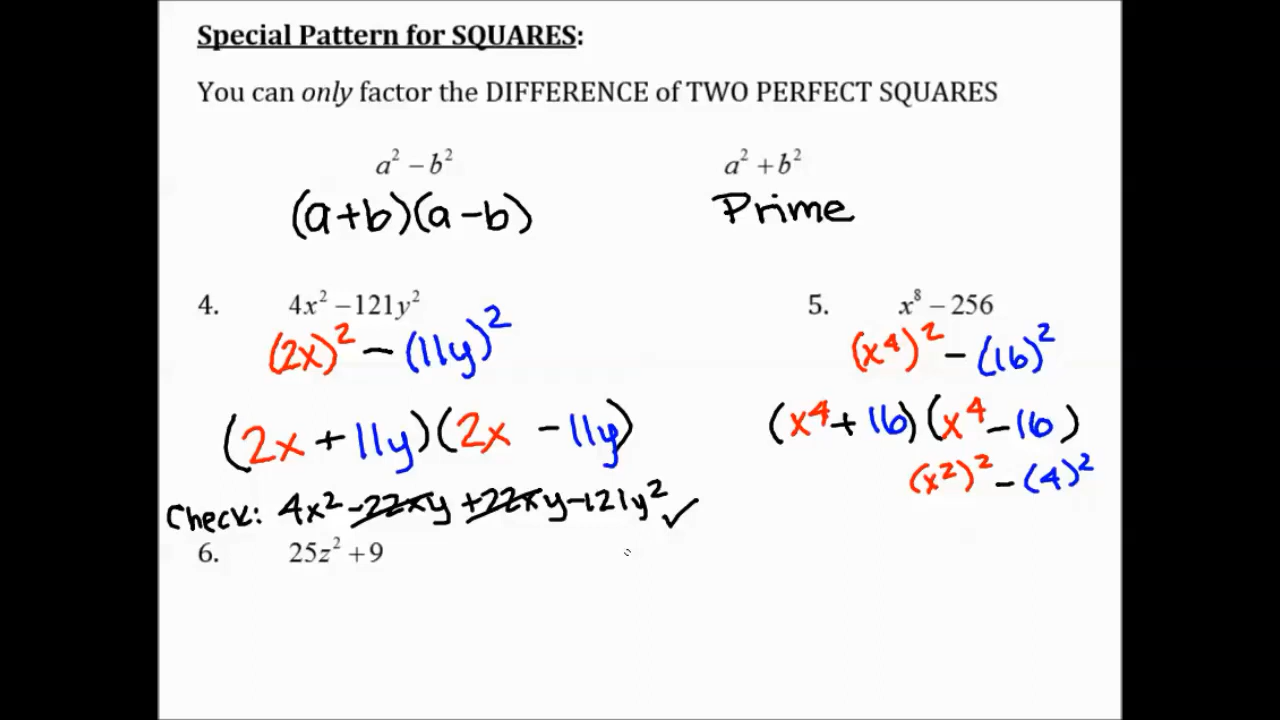 Special Pattern for SQUARES:
You can only factor the DIFFERENCE of TWO PERFECT SQUARES
a² − b² a² + b²
(a+b)(a−b) Prime
4. 4x² − 121y² 5. x⁸ − 256
(2x)² − (11y)² (x⁴)² − (16)²
(2x + 11y)(2x − 11y) (x⁴ + 16)(x⁴ − 16)
(x²)² − (4)²
Check: 4x² − 22xy + 22xy − 121y² ✓
6. 25z² + 9